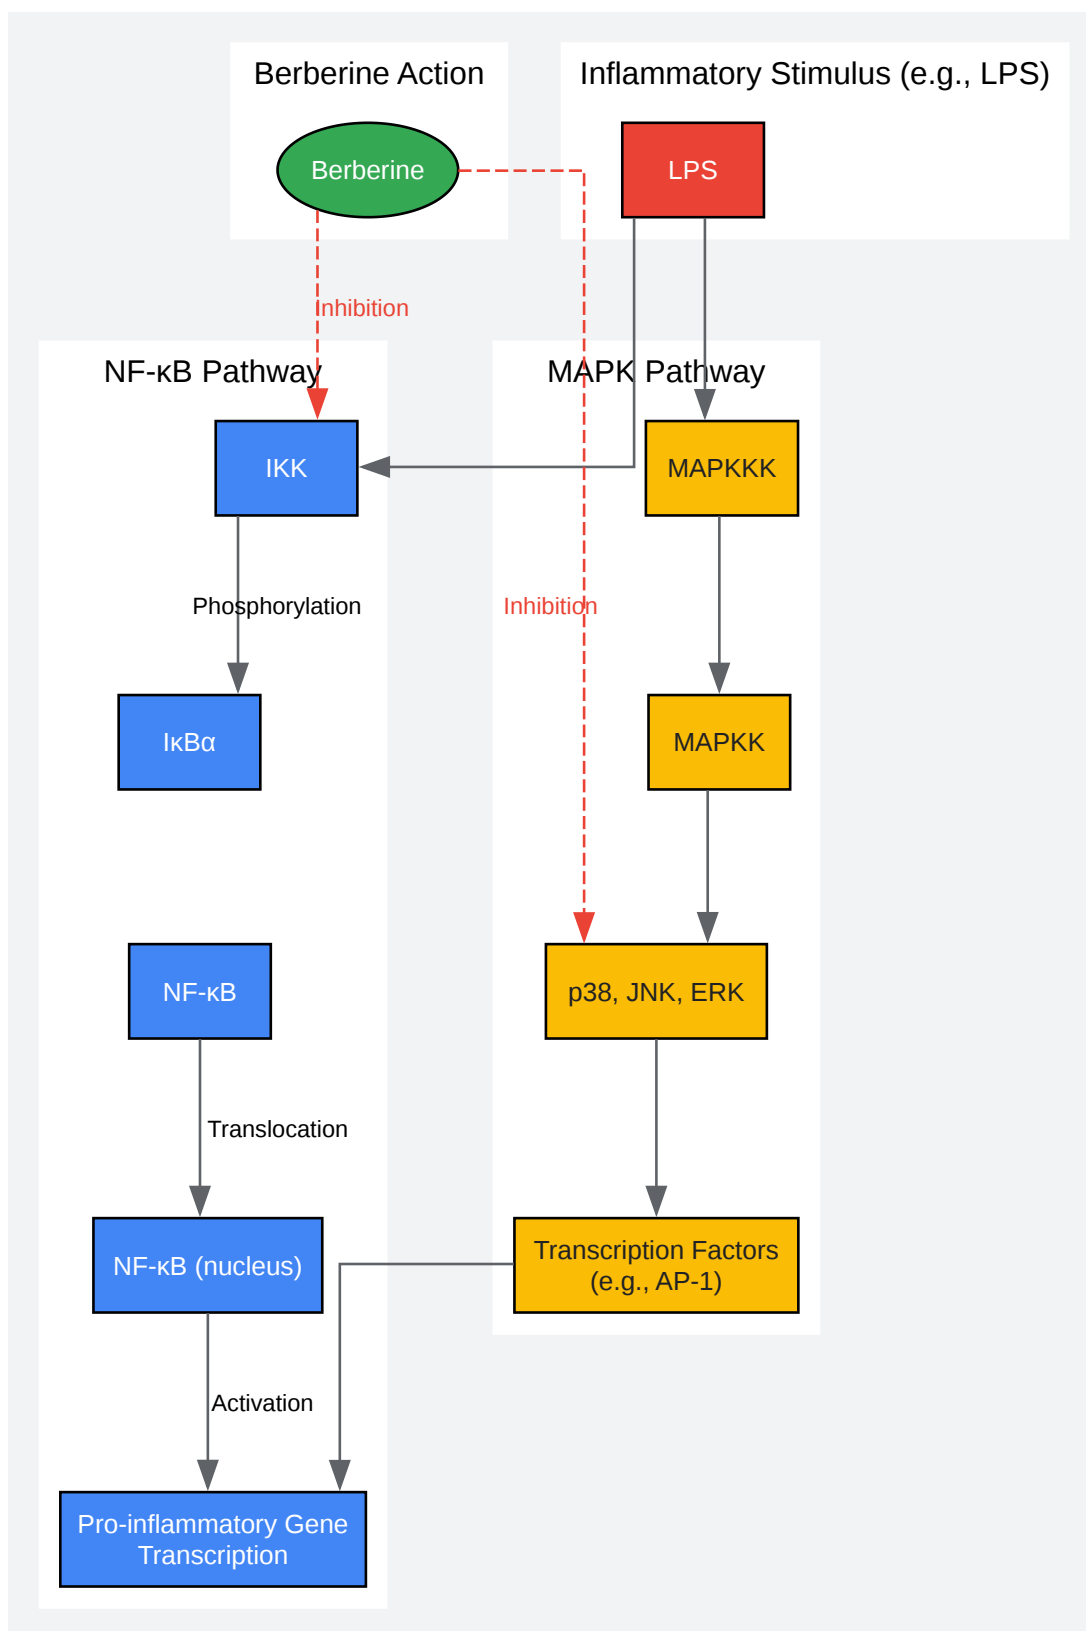 Berberine Action
Inflammatory Stimulus (e.g., LPS)
Berberine
LPS
Inhibition
NF-κB Pathway
MAPK Pathway
IKK
MAPKKK
Phosphorylation
Inhibition
IκBα
MAPKK
NF-κB
p38, JNK, ERK
Translocation
NF-κB (nucleus)
Transcription Factors
(e.g., AP-1)
Activation
Pro-inflammatory Gene
Transcription